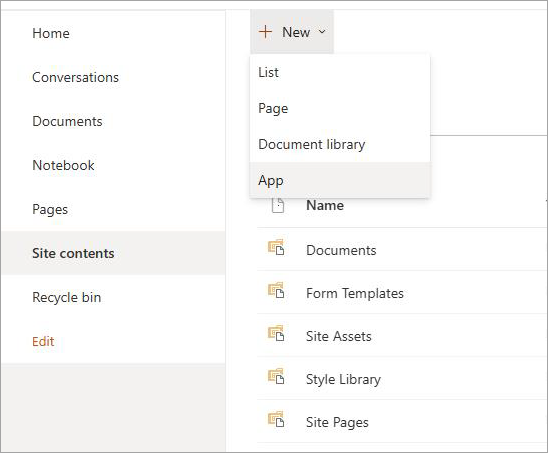 Home
Conversations
Documents
Notebook
Pages
Site contents
Recycle bin
Edit
+ New
List
Page
Document library
App
Name
Documents
Form Templates
Site Assets
Style Library
Site Pages